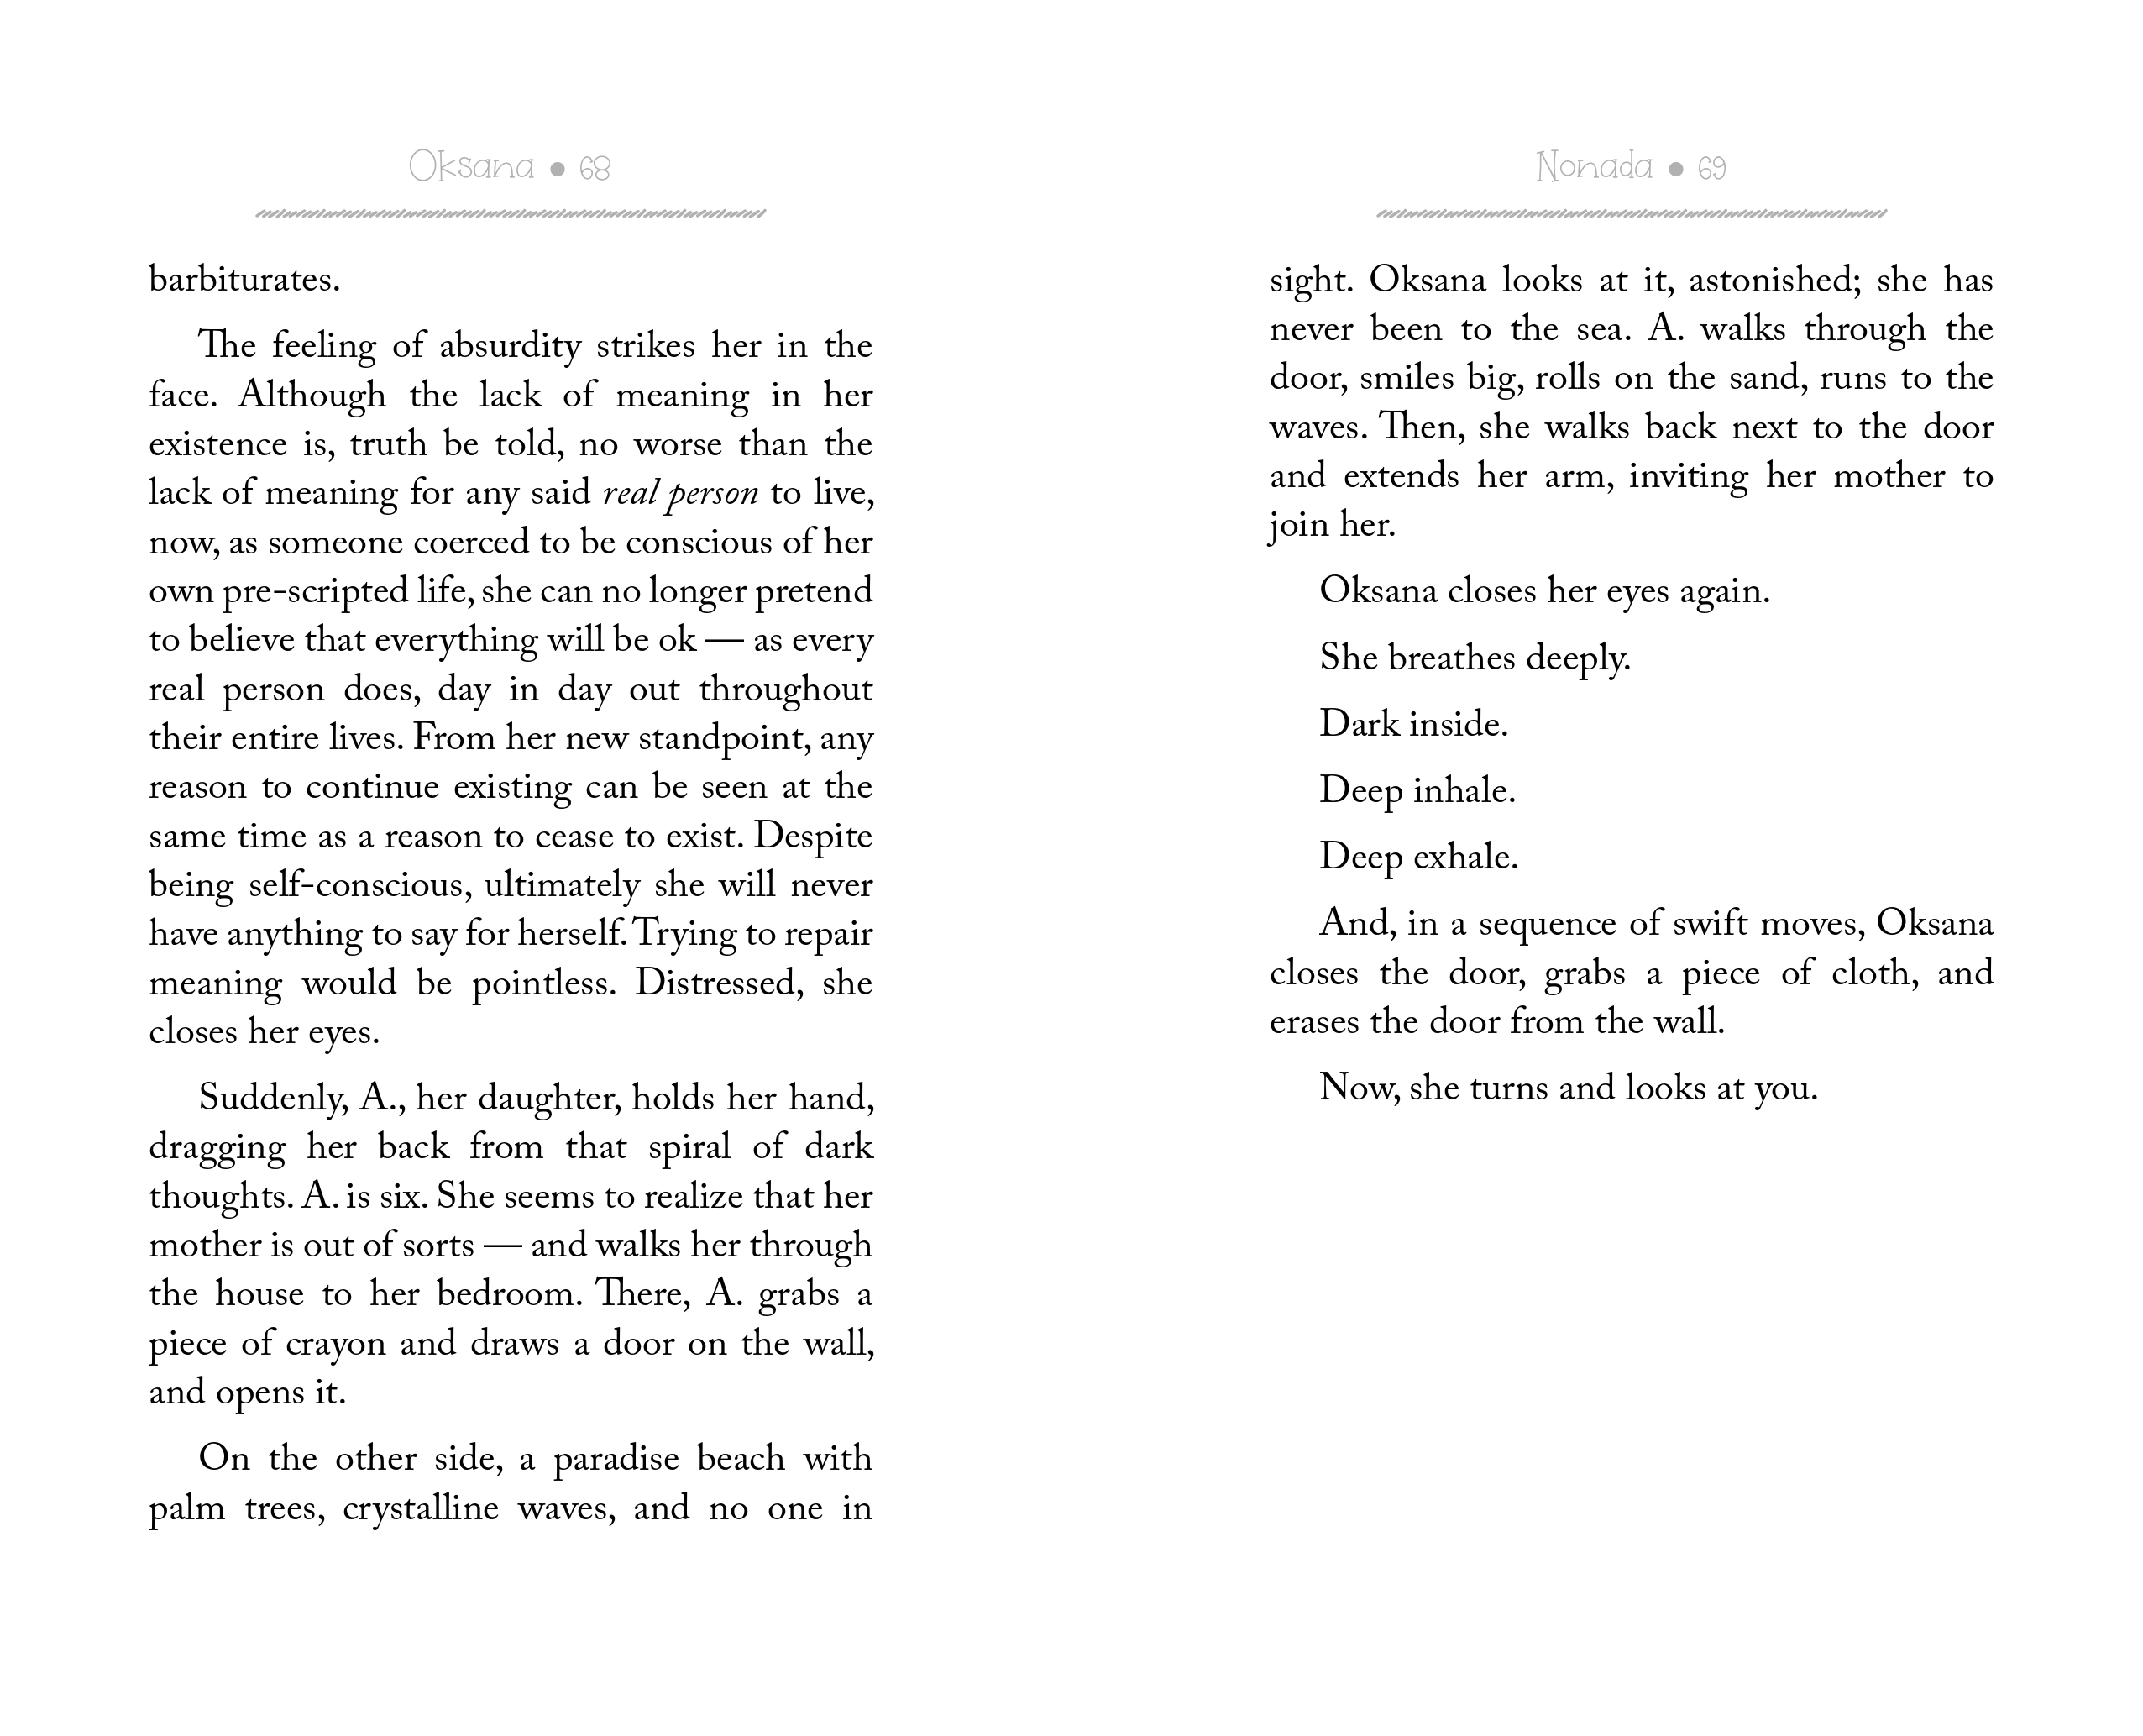 Oksana • 68
barbiturates.
The feeling of absurdity strikes her in the
face. Although the lack of meaning in her
existence is, truth be told, no worse than the
lack of meaning for any said real person to live,
now, as someone coerced to be conscious of her
own pre-scripted life, she can no longer pretend
to believe that everything will be ok — as every
real person does, day in day out throughout
their entire lives. From her new standpoint, any
reason to continue existing can be seen at the
same time as a reason to cease to exist. Despite
being self-conscious, ultimately she will never
have anything to say for herself. Trying to repair
meaning would be pointless. Distressed, she
closes her eyes.
Suddenly, A., her daughter, holds her hand,
dragging her back from that spiral of dark
thoughts. A. is six. She seems to realize that her
mother is out of sorts — and walks her through
the house to her bedroom. There, A. grabs a
piece of crayon and draws a door on the wall,
and opens it.
On the other side, a paradise beach with
palm trees, crystalline waves, and no one in
Nonada • 69
sight. Oksana looks at it, astonished; she has
never been to the sea. A. walks through the
door, smiles big, rolls on the sand, runs to the
waves. Then, she walks back next to the door
and extends her arm, inviting her mother to
join her.
Oksana closes her eyes again.
She breathes deeply.
Dark inside.
Deep inhale.
Deep exhale.
And, in a sequence of swift moves, Oksana
closes the door, grabs a piece of cloth, and
erases the door from the wall.
Now, she turns and looks at you.